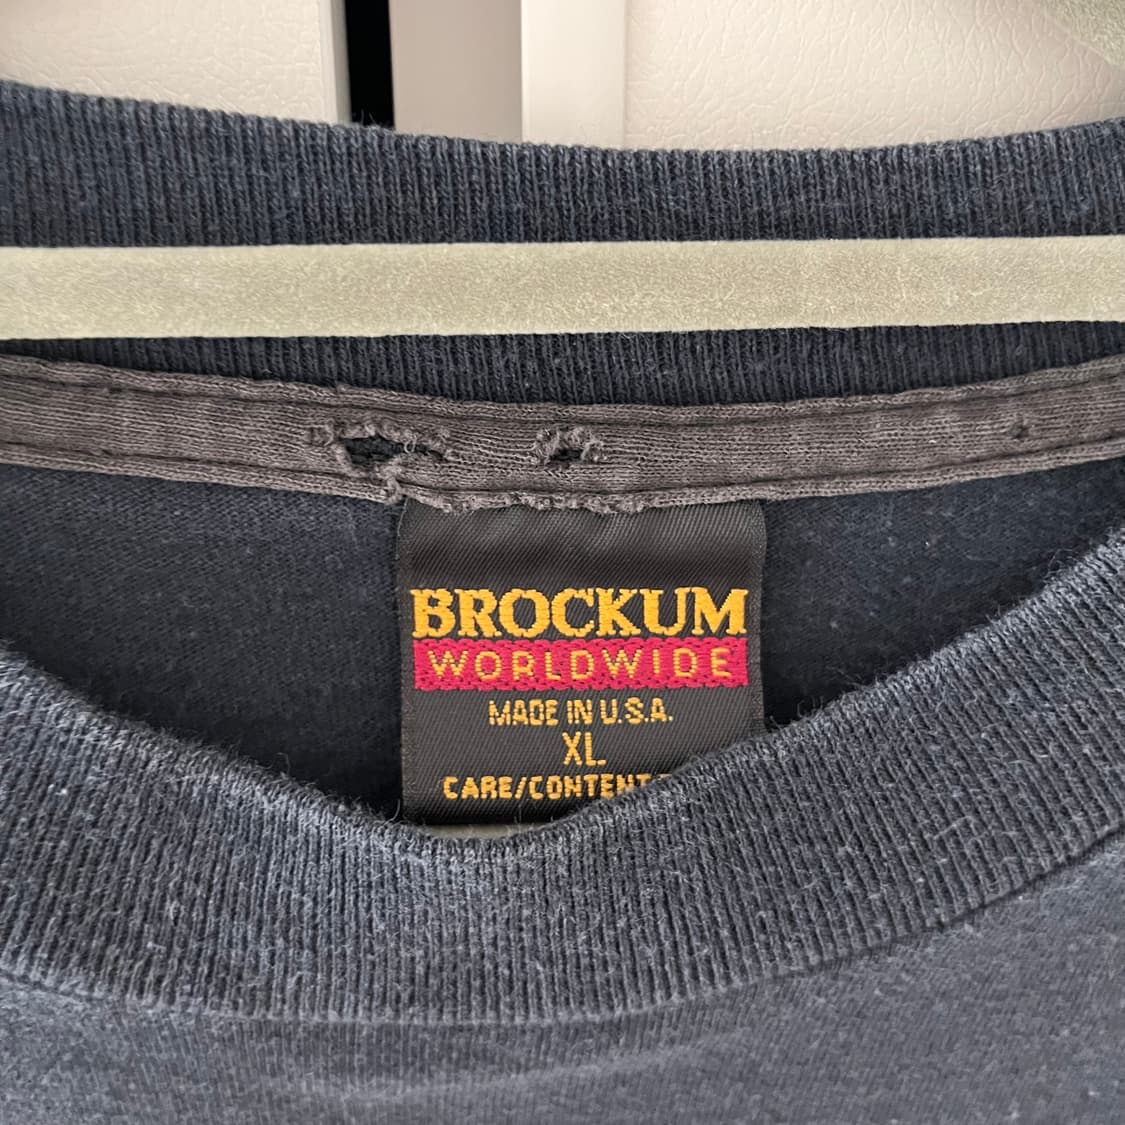 BROCKUM
WORLDWIDE
MADE IN U.S.A.
XL
CARE/CONTENT